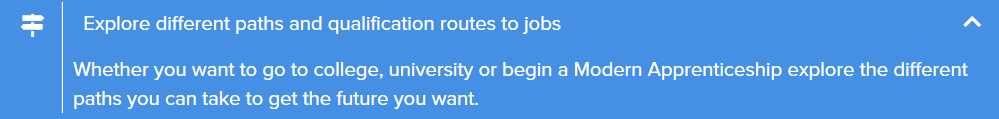 Explore different paths and qualification routes to jobs
Whether you want to go to college, university or begin a Modern Apprenticeship explore the different
paths you can take to get the future you want.